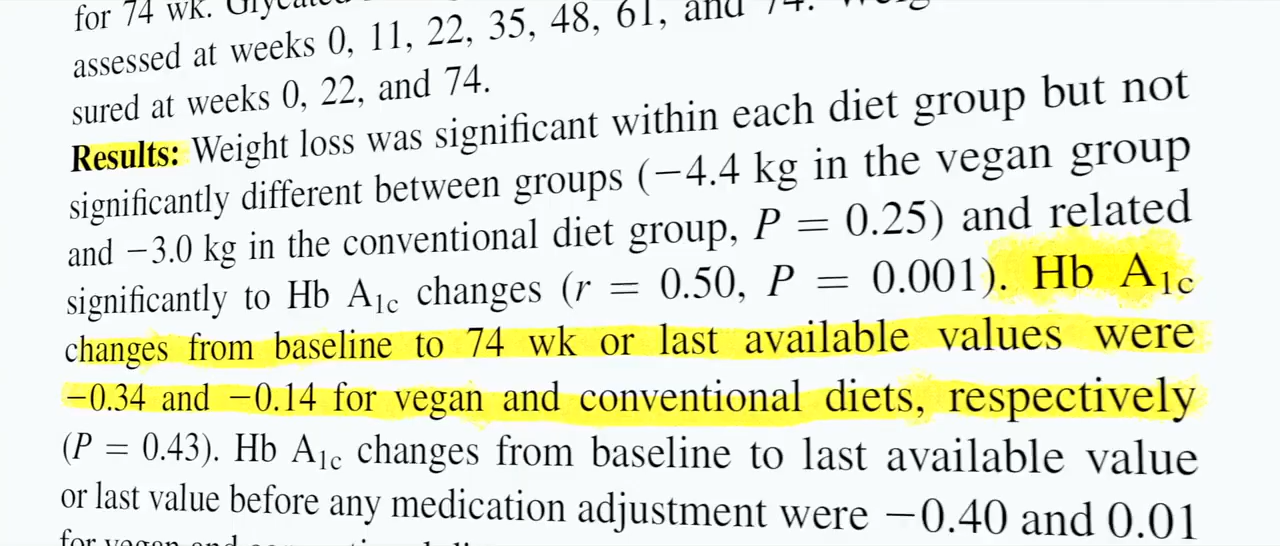 for 74 wk.
assessed at weeks 0, 11, 22, 35, 48, 61, and 74.
sured at weeks 0, 22, and 74.
Results: Weight loss was significant within each diet group but not
significantly different between groups (−4.4 kg in the vegan group
and −3.0 kg in the conventional diet group, P = 0.25) and related
significantly to Hb A1c changes (r = 0.50, P = 0.001). Hb A1c
changes from baseline to 74 wk or last available values were
−0.34 and −0.14 for vegan and conventional diets, respectively
(P = 0.43). Hb A1c changes from baseline to last available value
or last value before any medication adjustment were −0.40 and 0.01